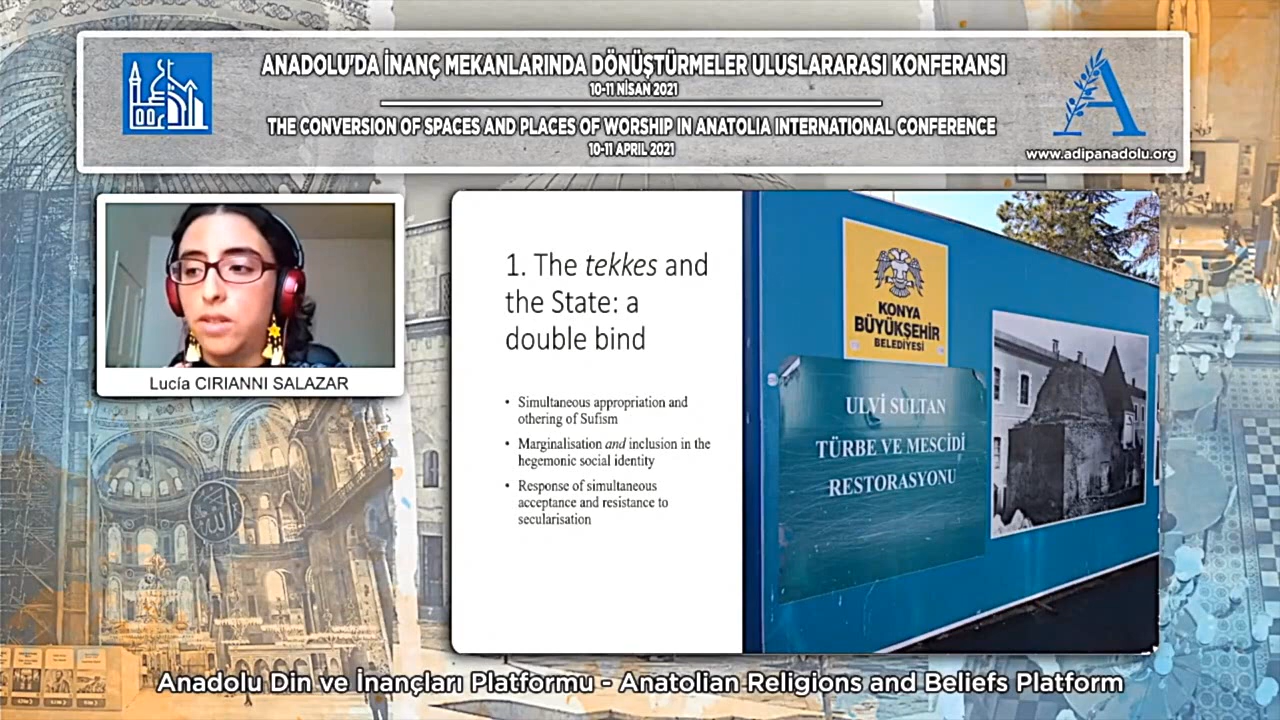 ANADOLU'DA İNANÇ MEKANLARINDA DÖNÜŞTÜRMELER ULUSLARARASI KONFERANSI
10-11 NİSAN 2021
THE CONVERSION OF SPACES AND PLACES OF WORSHIP IN ANATOLIA INTERNATIONAL CONFERENCE
10-11 APRIL 2021
www.adipanadolu.org
Lucía CIRIANNI SALAZAR
1. The tekkes and
the State: a
double bind
• Simultaneous appropriation and
othering of Sufism
• Marginalisation and inclusion in the
hegemonic social identity
• Response of simultaneous
acceptance and resistance to
secularisation
KONYA
BÜYÜKŞEHİR
BELEDİYESİ
ULVİ SULTAN
TÜRBE VE MESCİDİ
RESTORASYONU
Anadolu Din ve İnançları Platformu - Anatolian Religions and Beliefs Platform